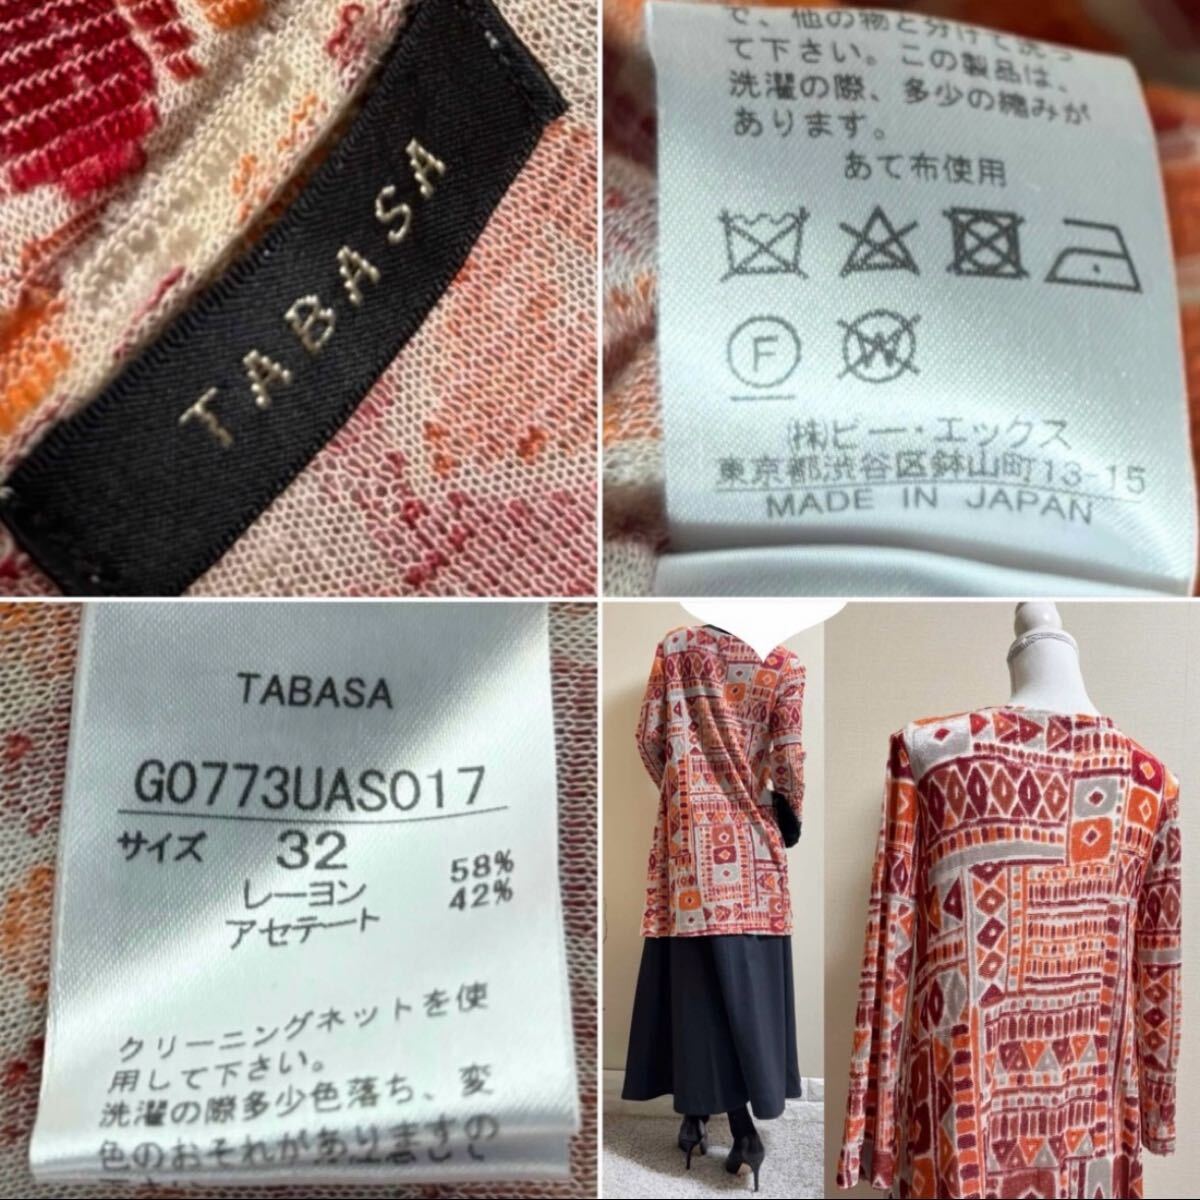 TABASA
で、他の物と分けて洗っ
て下さい。この製品は、
洗濯の際、多少の縮みが
あります。
あて布使用
F
W
(株)ビー・エックス
東京都渋谷区鉢山町13-15
MADE IN JAPAN
TABASA
G0773UAS017
サイズ 32
レーヨン 58%
アセテート 42%
クリーニングネットを使
用して下さい。
洗濯の際多少色落ち、変
色のおそれがありますの